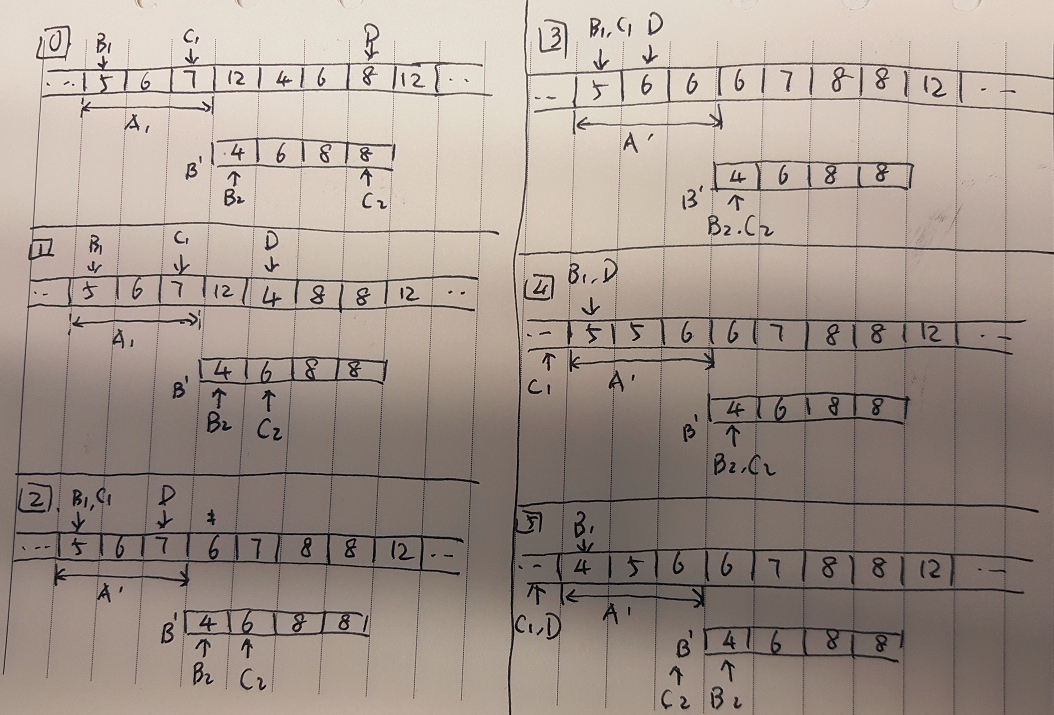 0
B₁ C₁ D
·· 5 6 7 12 4 6 8 12 ··
A₁
B' 4 6 8 8
B₂ C₂
1
B₁ C₁ D
·· 5 6 7 12 4 8 8 12 ··
A₁
B' 4 6 8 8
B₂ C₂
2
B₁,C₁ D *
··· 5 6 7 6 7 8 8 12 ··
A'
B' 4 6 8 8
B₂ C₂
3
B₁,C₁ D
·· 5 6 6 6 7 8 8 12 ·-
A'
B' 4 6 8 8
B₂.C₂
4
B₁,D
·- 5 5 6 6 7 8 8 12 ·-
C₁ A'
B' 4 6 8 8
B₂.C₂
5
B₁
·- 4 5 6 6 7 8 8 12 ·-
C₁,D A'
B' 4 6 8 8
C₂ B₂